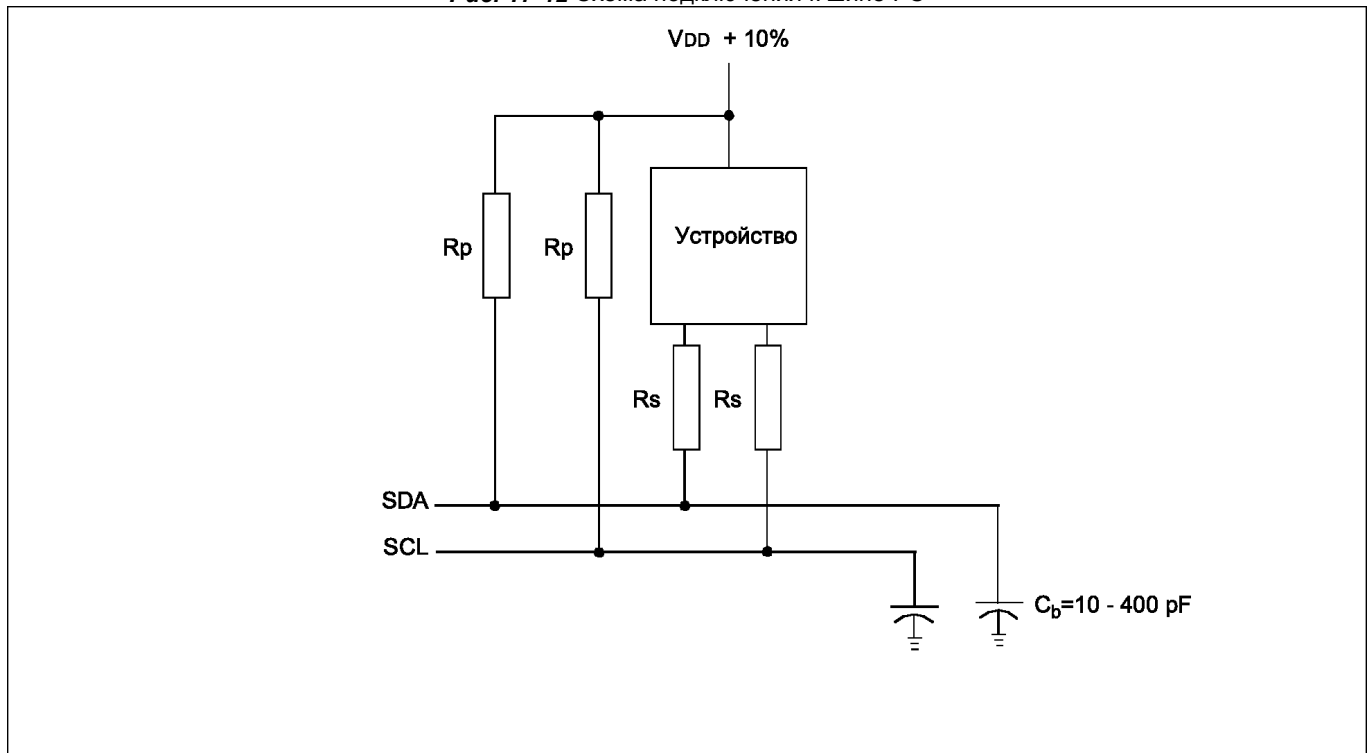 VDD + 10%
Rp
Rp
Устройство
Rs
Rs
SDA
SCL
Cb=10 - 400 pF